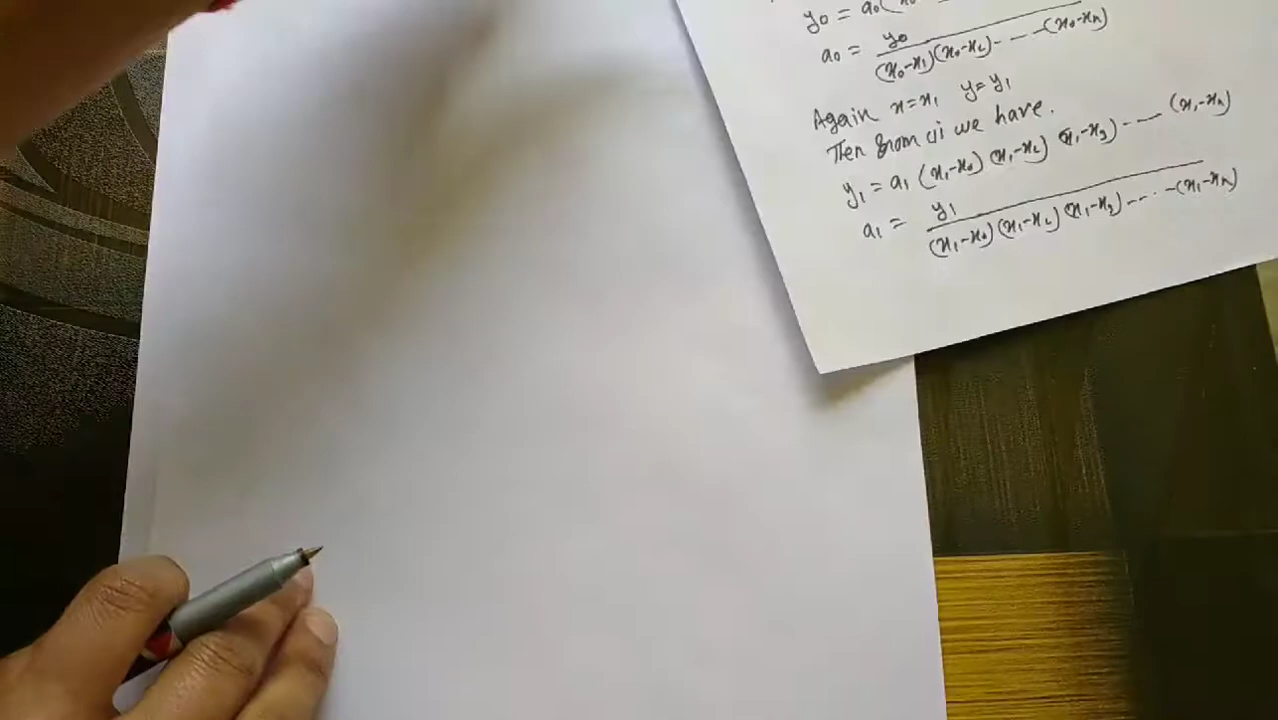 y0 = a0(x0
a0 = y0 / (x0-x1)(x0-x2)- - - -(x0-xn)
Again x=x1 y=y1
Then from (i) we have.
y1 = a1 (x1-x0) (x1-x2) (x1-x3)- - - - (x1-xn)
a1 = y1 / (x1-x0) (x1-x2) (x1-x3)- - - - -(x1-xn)